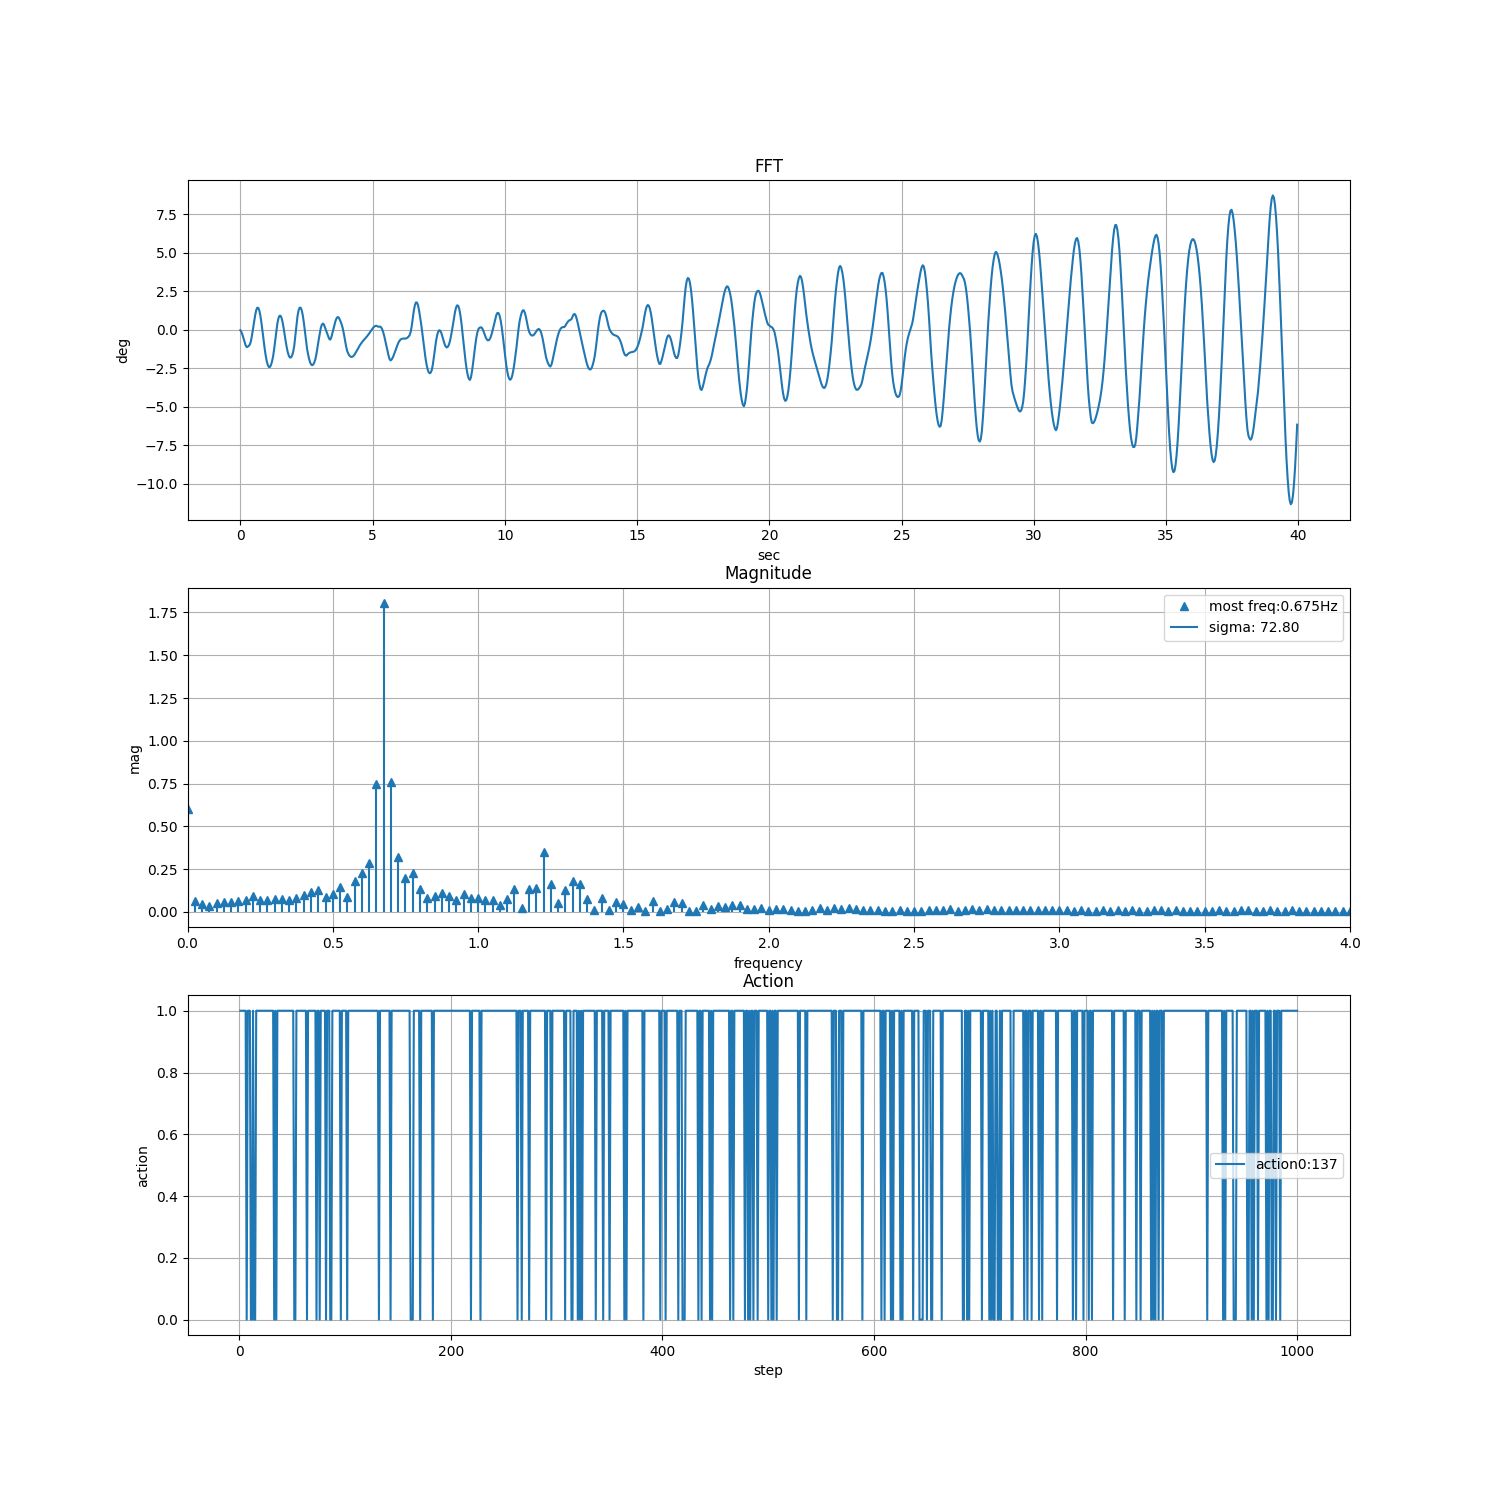 FFT
7.5
5.0
2.5
0.0
−2.5
−5.0
−7.5
−10.0
deg
0 5 10 15 20 25 30 35 40
sec
Magnitude
most freq:0.675Hz
sigma: 72.80
1.75
1.50
1.25
1.00
0.75
0.50
0.25
0.00
mag
0.0 0.5 1.0 1.5 2.0 2.5 3.0 3.5 4.0
frequency
Action
1.0
0.8
0.6
0.4
0.2
0.0
action
action0:137
0 200 400 600 800 1000
step